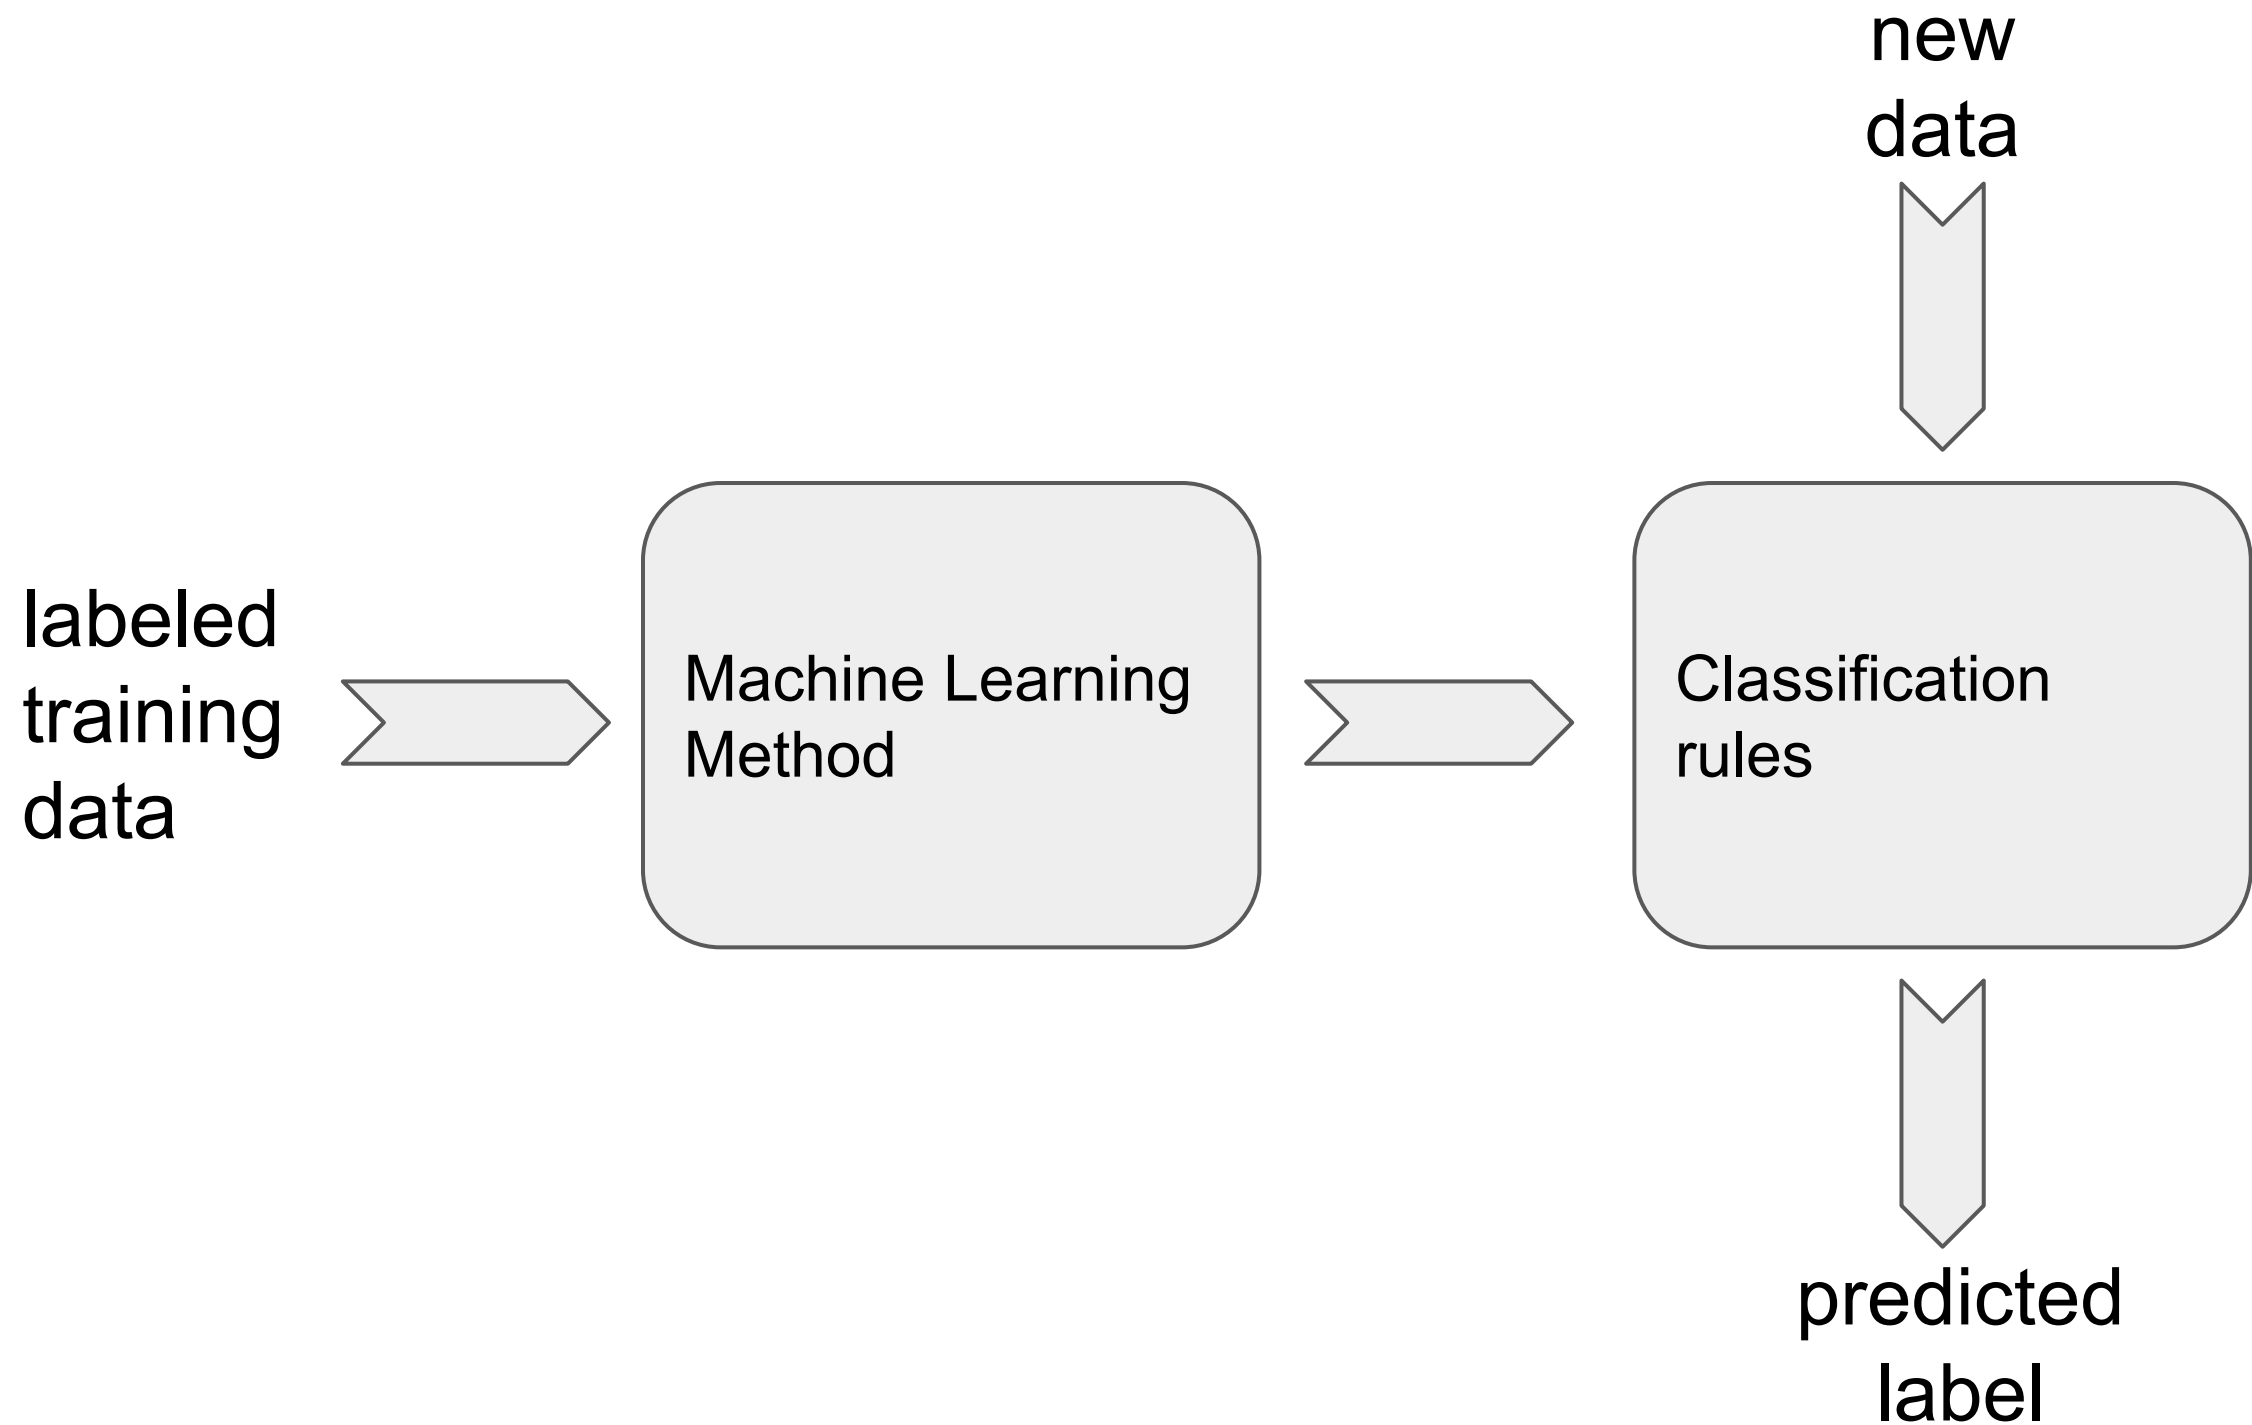 new
data
labeled
training
data
Machine Learning
Method
Classification
rules
predicted
label